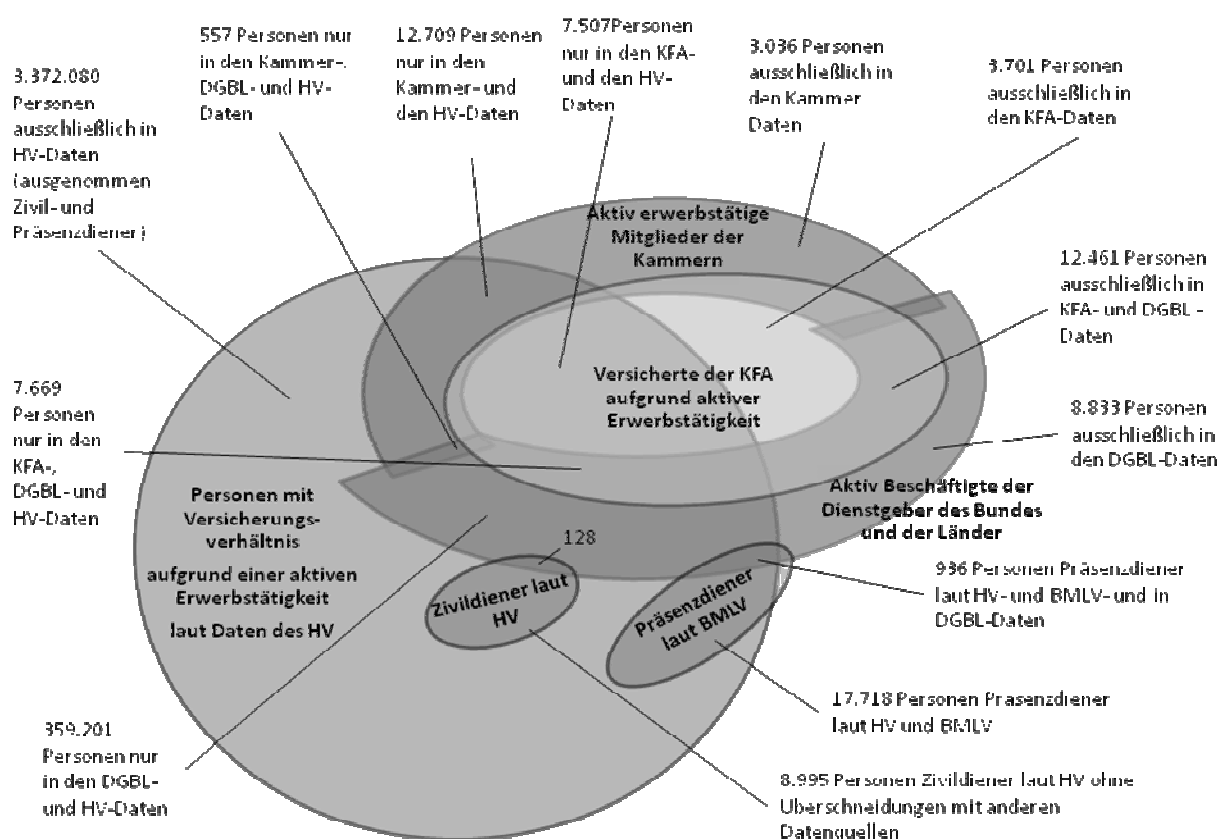 3.372.080
Personen
ausschließlich in
HV-Daten
(ausgenommen
Zivil- und
Präsenzdiener)
557 Personen nur
in den Kammer-,
DGBL- und HV-
Daten
12.709 Personen
nur in den
Kammer- und
den HV-Daten
7.507Personen
nur in den KFA-
und den HV-
Daten
3.036 Personen
ausschließlich in
den Kammer
Daten
3.701 Personen
ausschließlich in
den KFA-Daten
12.461 Personen
ausschließlich in
KFA- und DGBL -
Daten
8.833 Personen
ausschließlich in
den DGBL-Daten
Aktiv erwerbstätige
Mitglieder der
Kammern
Versicherte der KFA
aufgrund aktiver
Erwerbstätigkeit
7.669
Personen
nur in den
KFA-,
DGBL- und
HV-Daten
Personen mit
Versicherungs-
verhältnis
aufgrund einer aktiven
Erwerbstätigkeit
laut Daten des HV
Aktiv Beschäftigte der
Dienstgeber des Bundes
und der Länder
128
Zivildiener laut
HV
Präsenzdiener
laut BMLV
936 Personen Präsenzdiener
laut HV- und BMLV- und in
DGBL-Daten
17.718 Personen Präsenzdiener
laut HV und BMLV
8.995 Personen Zivildiener laut HV ohne
Überschneidungen mit anderen
Datenquellen
359.201
Personen nur
in den DGBL-
und HV-Daten